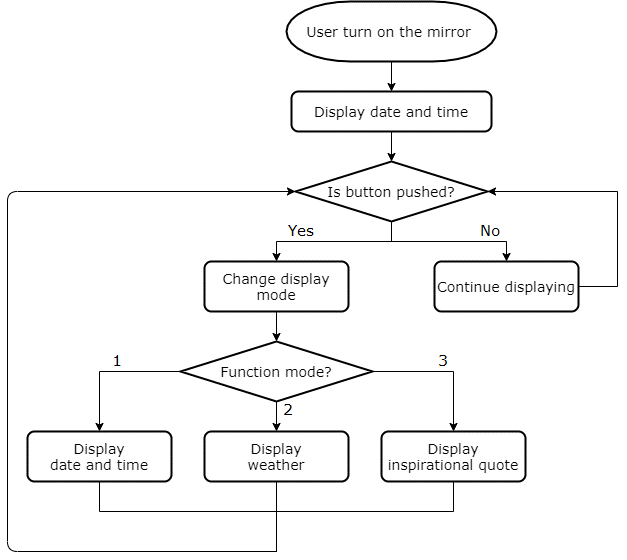 User turn on the mirror
Display date and time
Is button pushed?
Yes
No
Change display
mode
Continue displaying
Function mode?
1
2
3
Display
date and time
Display
weather
Display
inspirational quote